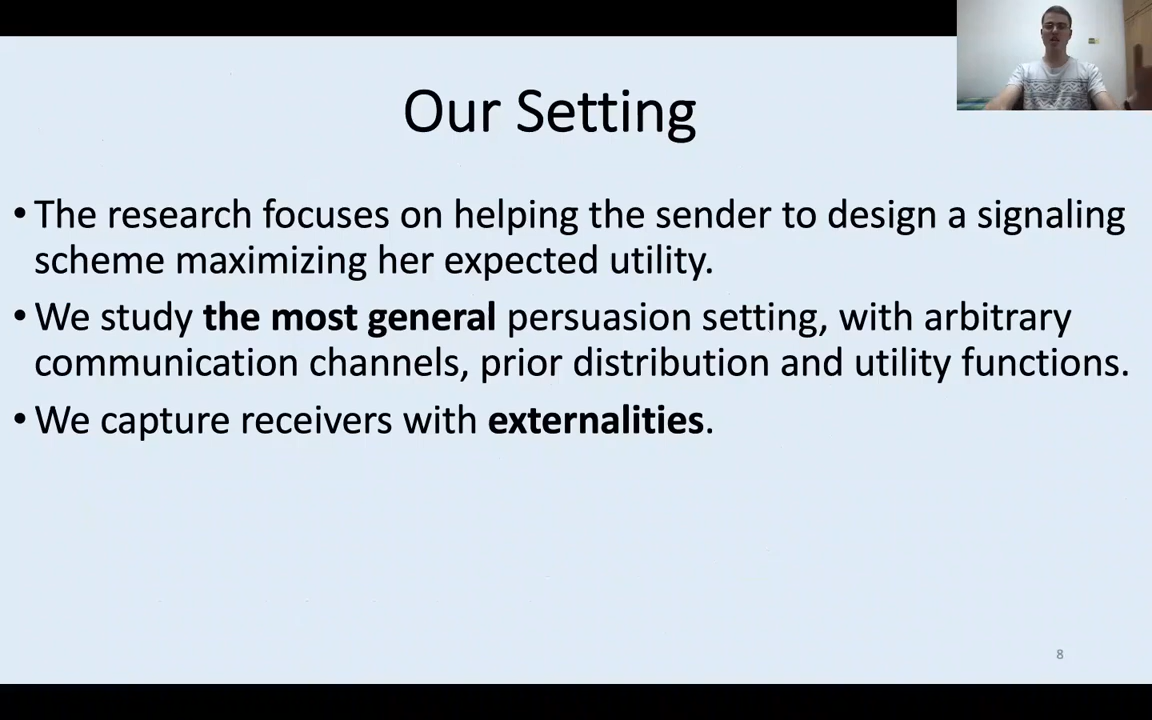 Our Setting
• The research focuses on helping the sender to design a signaling
scheme maximizing her expected utility.
• We study the most general persuasion setting, with arbitrary
communication channels, prior distribution and utility functions.
• We capture receivers with externalities.
8